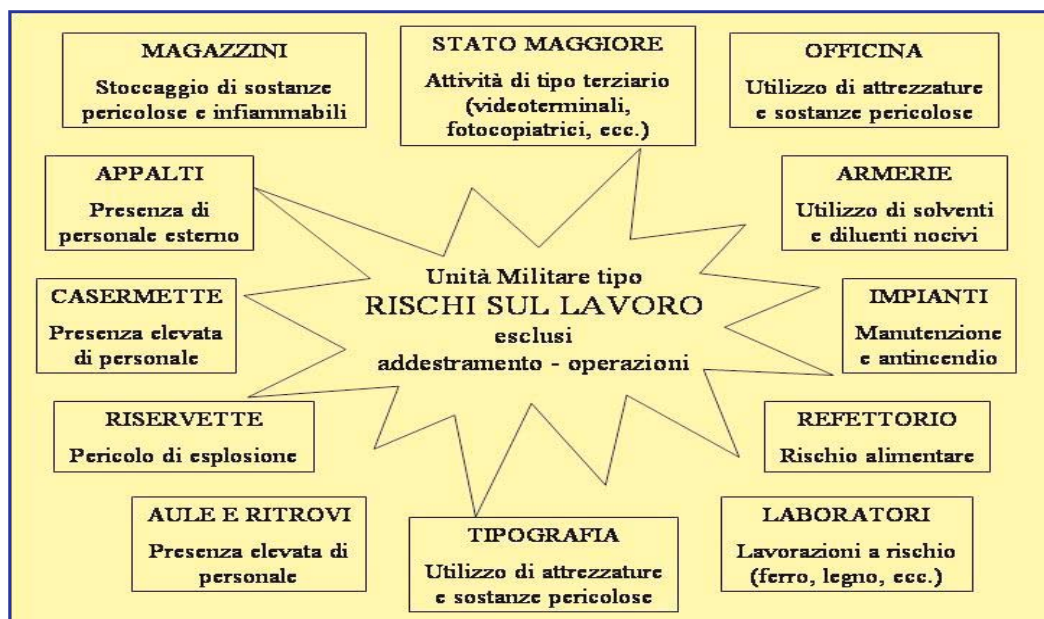 MAGAZZINI
Stoccaggio di sostanze
pericolose e infiammabili
STATO MAGGIORE
Attività di tipo terziario
(videoterminali,
fotocopiatrici, ecc.)
OFFICINA
Utilizzo di attrezzature
e sostanze pericolose
APPALTI
Presenza di
personale esterno
ARMERIE
Utilizzo di solventi
e diluenti nocivi
CASERMETTE
Presenza elevata
di personale
Unità Militare tipo
RISCHI SUL LAVORO
esclusi
addestramento - operazioni
IMPIANTI
Manutenzione
e antincendio
RISERVETTE
Pericolo di esplosione
REFETTORIO
Rischio alimentare
AULE E RITROVI
Presenza elevata di
personale
TIPOGRAFIA
Utilizzo di attrezzature
e sostanze pericolose
LABORATORI
Lavorazioni a rischio
(ferro, legno, ecc.)